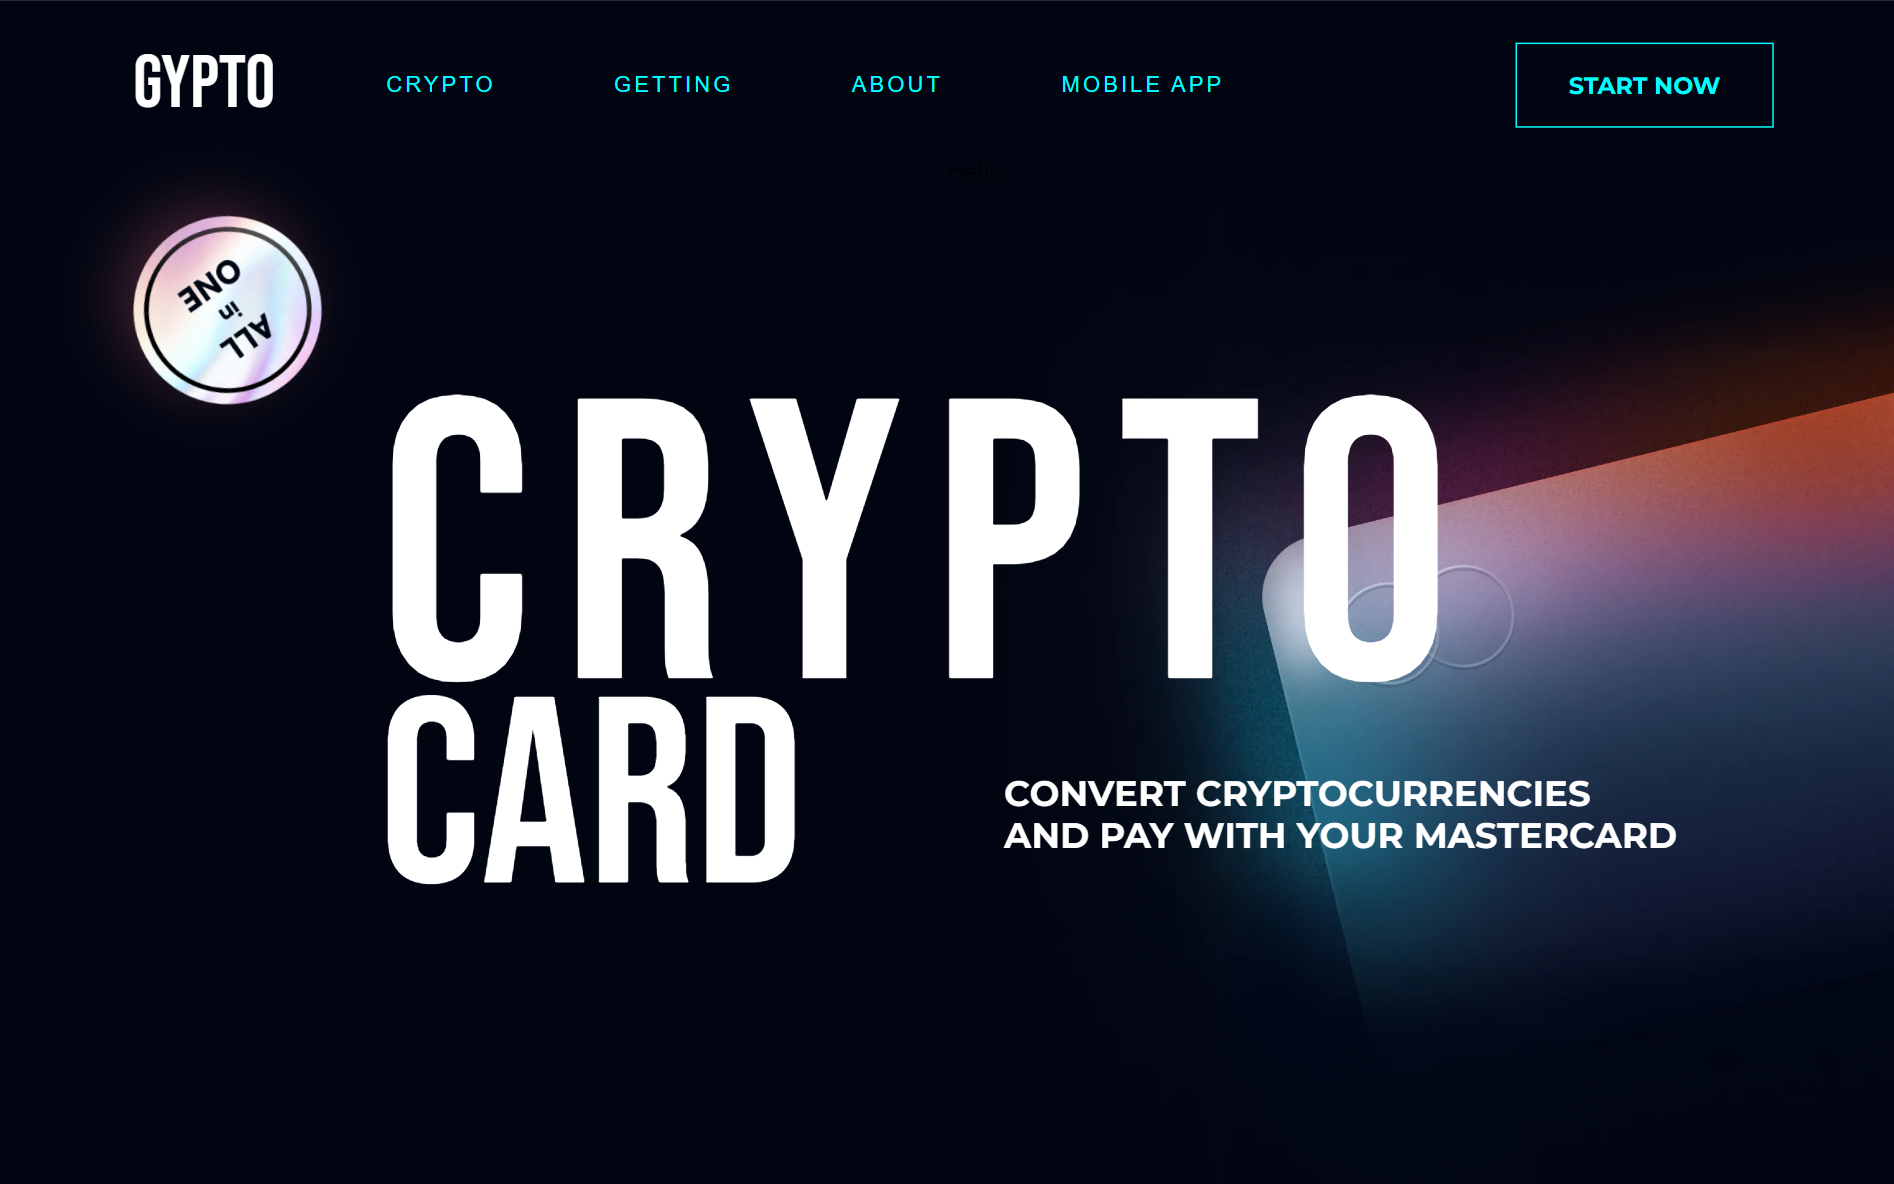 GYPTO
CRYPTO
GETTING
ABOUT
MOBILE APP
START NOW
hello
ALL
in
ONE
CRYPTO
CARD
CONVERT CRYPTOCURRENCIES
AND PAY WITH YOUR MASTERCARD